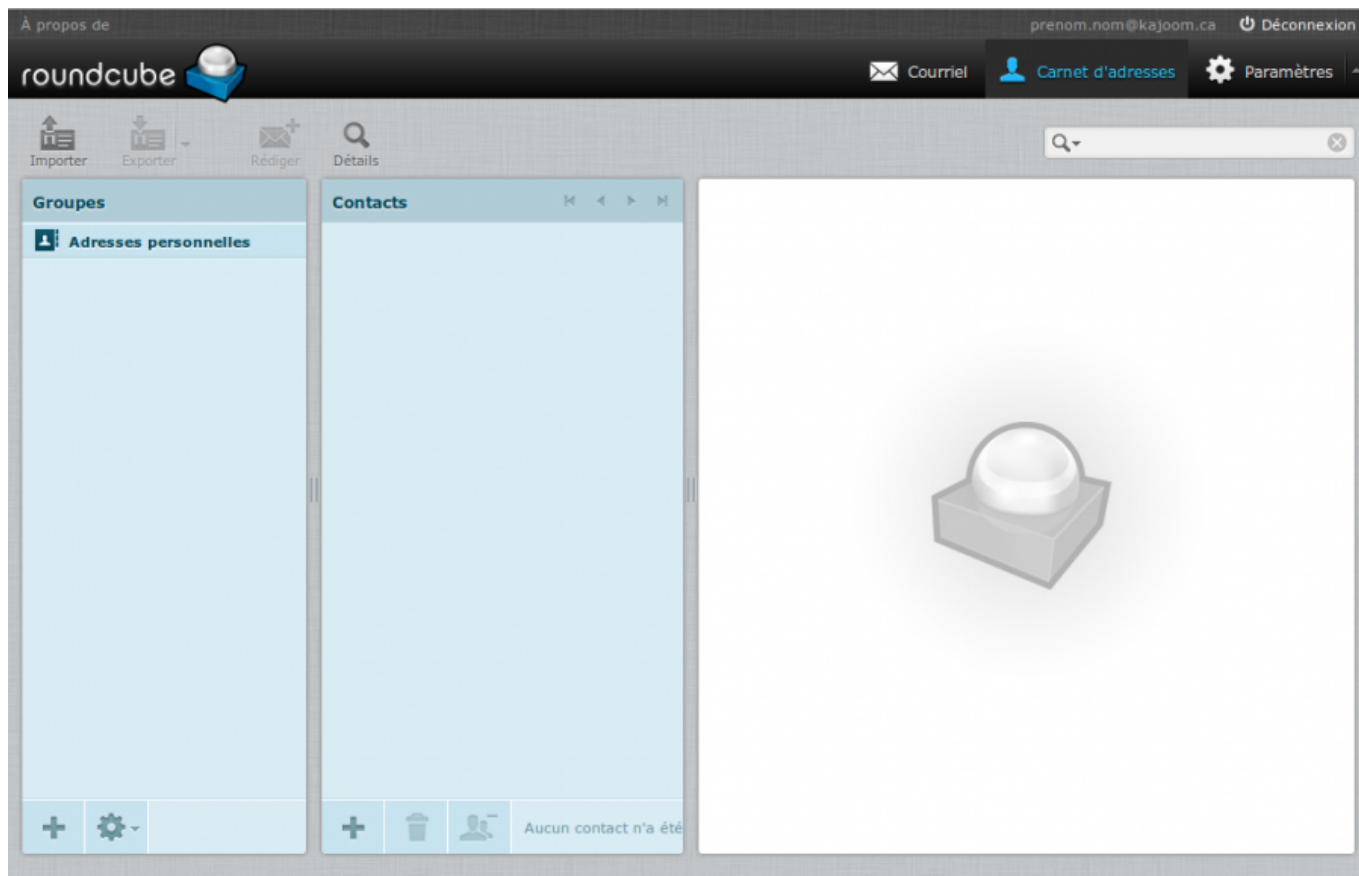 À propos de
prenom.nom@kajoom.ca Déconnexion
roundcube
Courriel Carnet d'adresses Paramètres
Importer Exporter Rédiger Détails
Groupes
Adresses personnelles
Contacts
Aucun contact n'a été